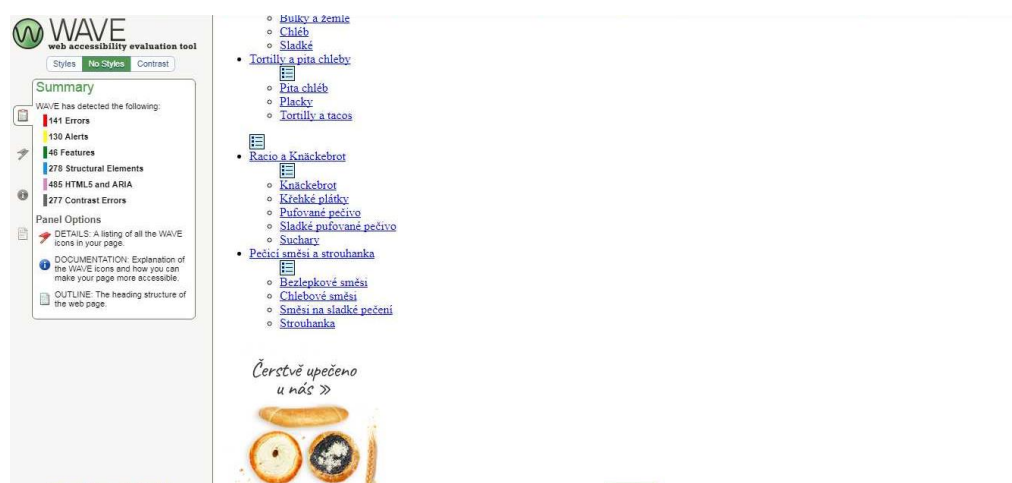 WAVE
web accessibility evaluation tool
Styles No Styles Contrast
Summary
WAVE has detected the following:
141 Errors
130 Alerts
46 Features
278 Structural Elements
485 HTML5 and ARIA
277 Contrast Errors
Panel Options
DETAILS: A listing of all the WAVE
icons in your page.
DOCUMENTATION: Explanation of
the WAVE icons and how you can
make your page more accessible.
OUTLINE: The heading structure of
the web page.
Bulky a žemle
Chléb
Sladké
Tortilly a pita chleby
Pita chléb
Placky
Tortilly a tacos
Racio a Knäckebrot
Knäckebrot
Křehké plátky
Pufované pečivo
Sladké pufované pečivo
Suchary
Pečicí směsi a strouhanka
Bezlepkové směsi
Chlebové směsi
Směsi na sladké pečení
Strouhanka
Čerstvě upečeno
u nás »